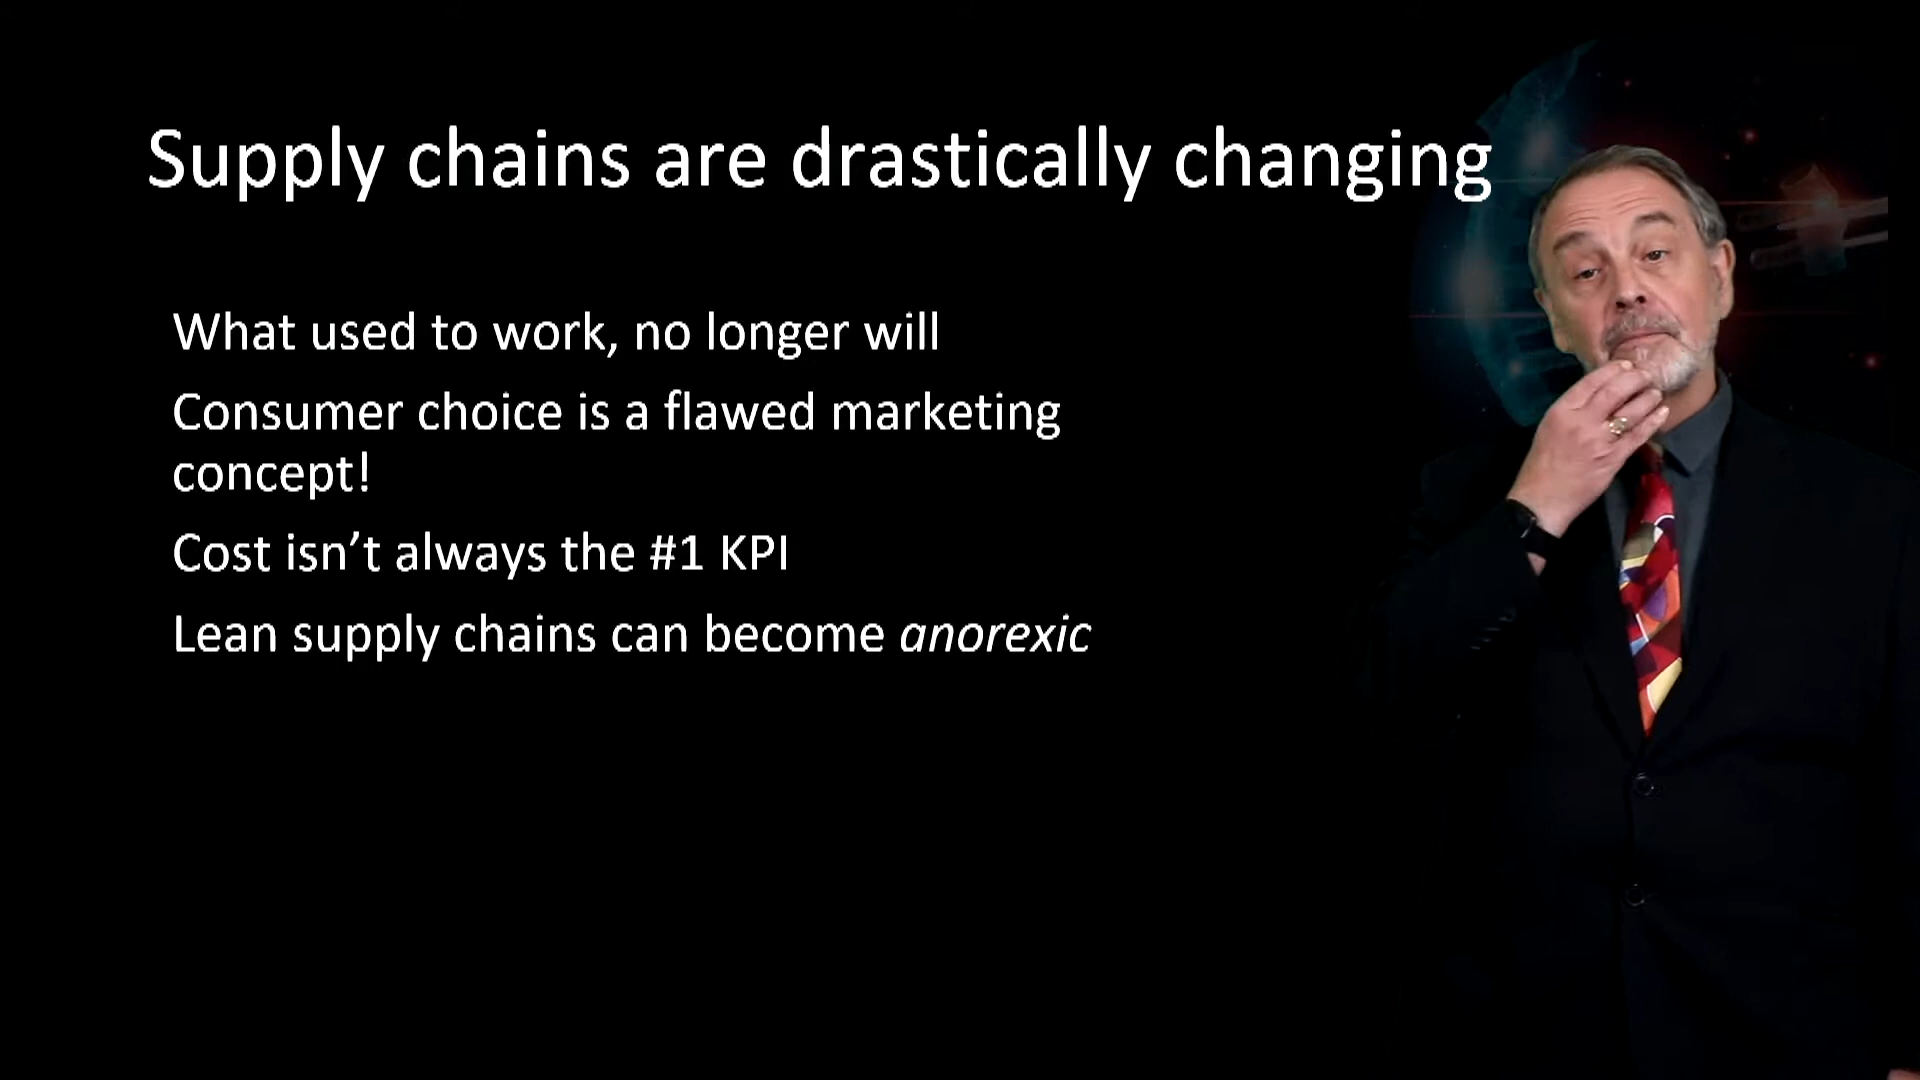 Supply chains are drastically changing
What used to work, no longer will
Consumer choice is a flawed marketing
concept!
Cost isn’t always the #1 KPI
Lean supply chains can become anorexic